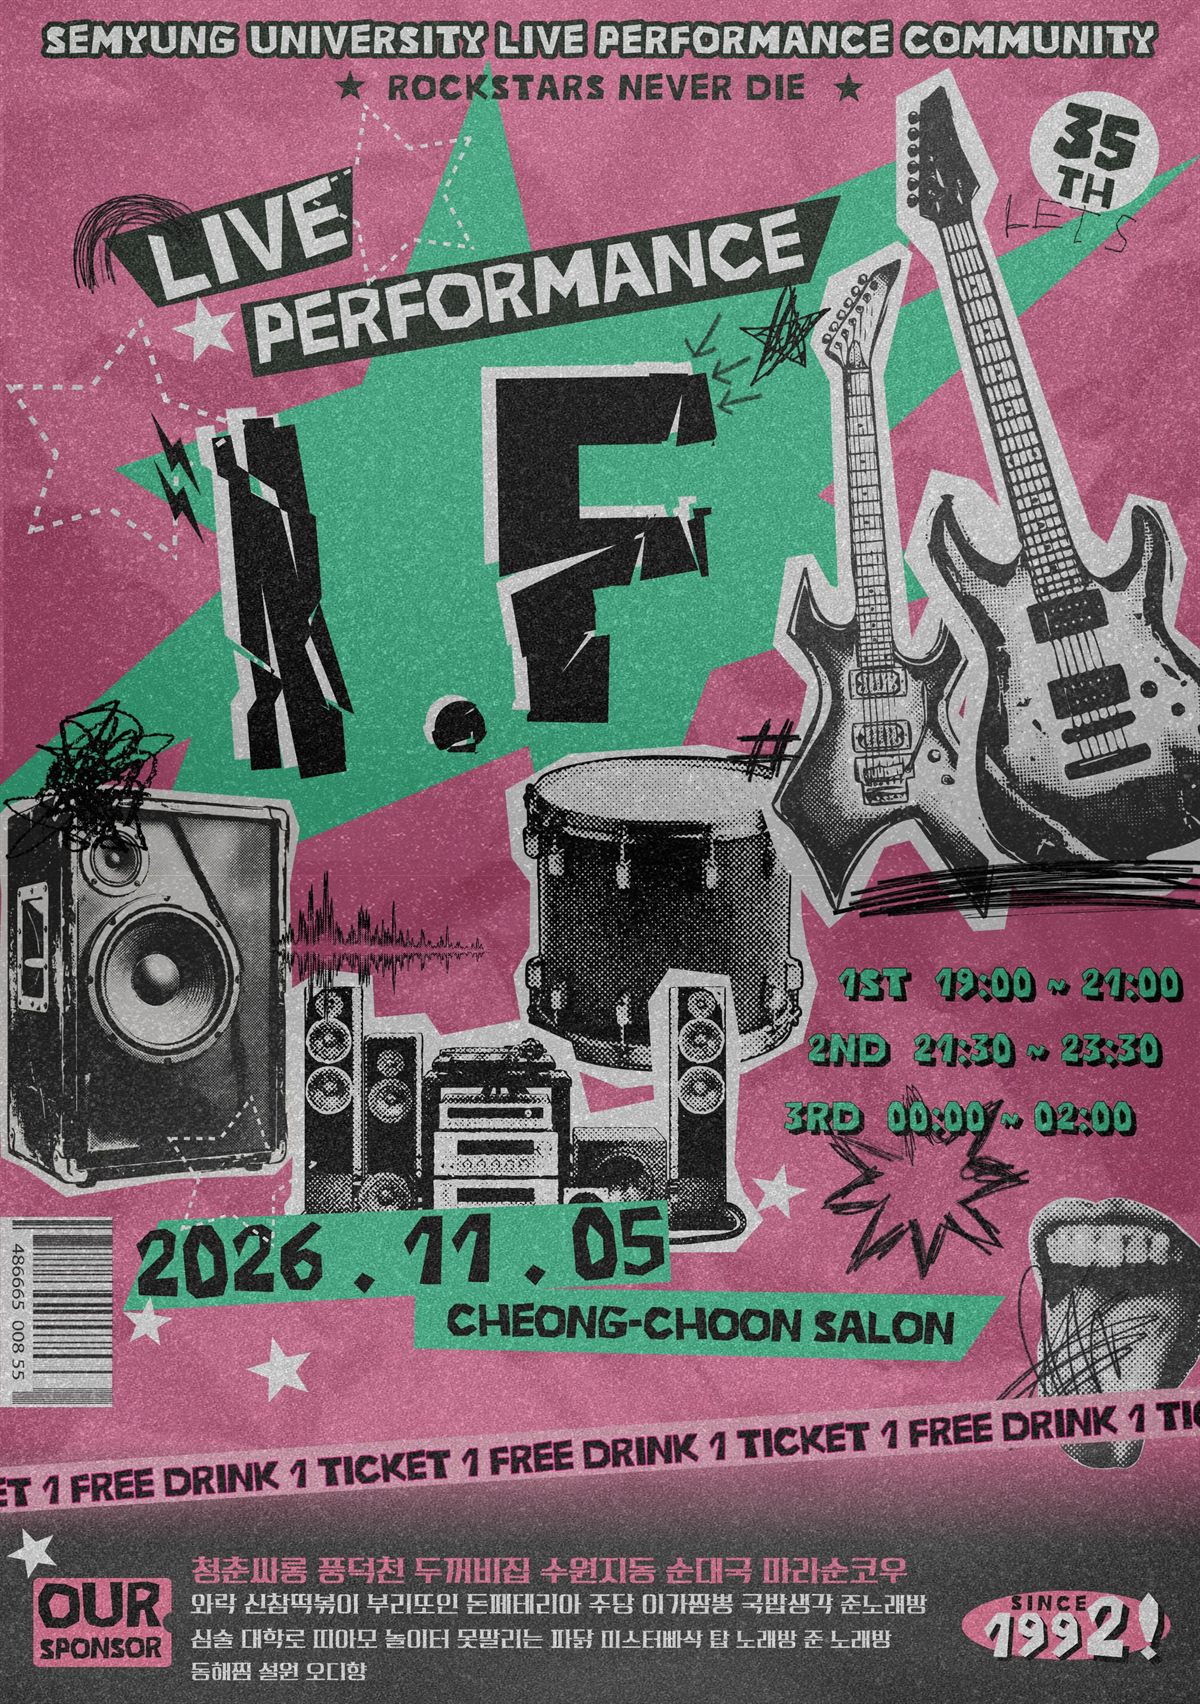 SEMYUNG UNIVERSITY LIVE PERFORMANCE COMMUNITY
ROCKSTARS NEVER DIE
35
TH
LET'S
LIVE
PERFORMANCE
I.F
1ST 19:00 ~ 21:00
2ND 21:30 ~ 23:30
3RD 00:00 ~ 02:00
2026 . 11 . 05
CHEONG-CHOON SALON
486665 008 55
ET 1 FREE DRINK 1 TICKET 1 FREE DRINK 1 TICKET 1 FREE DRINK 1 TIC
OUR
SPONSOR
청춘싸롱 풍덕천 두꺼비집 수원지동 순대국 마라순코우
와락 신참떡볶이 부리또인 돈페테리아 주당 이가짬뽕 국밥생각 준노래방
심술 대학로 띠아모 놀이터 못말리는 파닭 미스터빠삭 탑 노래방 준 노래방
동해찜 설원 오디향
SINCE
1992!